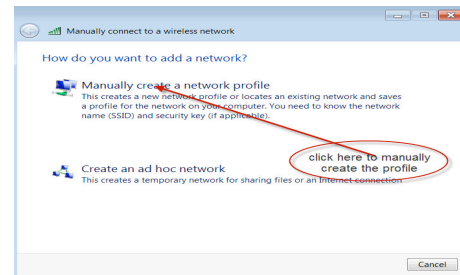 Manually connect to a wireless network
How do you want to add a network?
Manually create a network profile
This creates a new network profile or locates an existing network and saves
a profile for the network on your computer. You need to know the network
name (SSID) and security key (if applicable).
click here to manually
create the profile
Create an ad hoc network
This creates a temporary network for sharing files or an Internet connection
Cancel